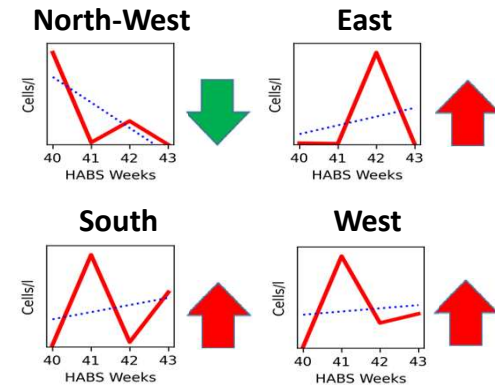 North-West
Cells/l
40 41 42 43
HABS Weeks
East
Cells/l
40 41 42 43
HABS Weeks
South
Cells/l
40 41 42 43
HABS Weeks
West
Cells/l
40 41 42 43
HABS Weeks